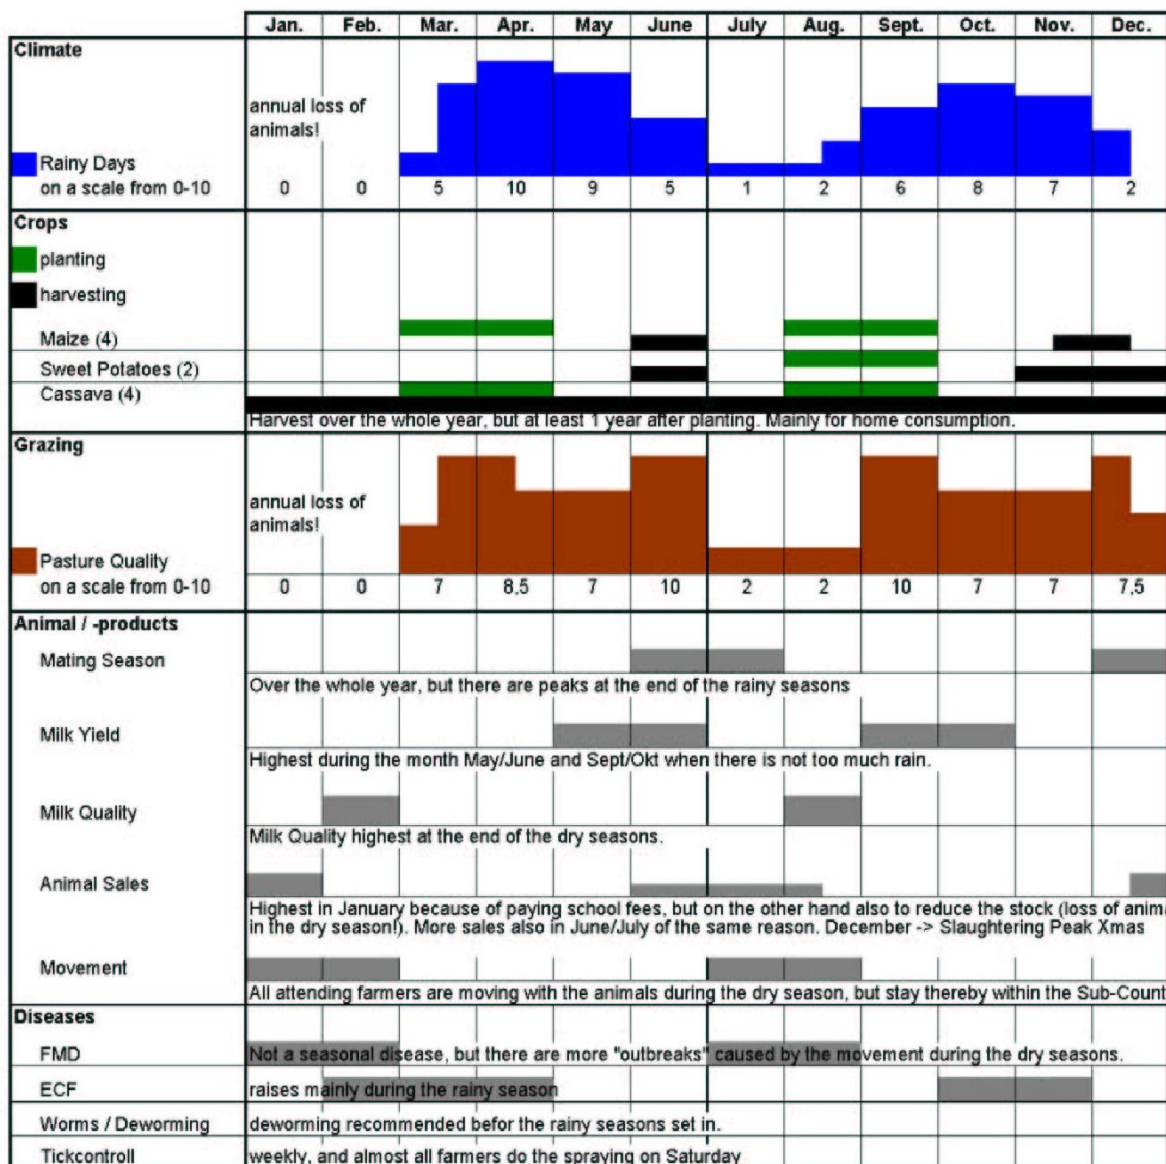 Jan. Feb. Mar. Apr. May June July Aug. Sept. Oct. Nov. Dec.
Climate
annual loss of
animals!
Rainy Days
on a scale from 0-10 0 0 5 10 9 5 1 2 6 8 7 2
Crops
planting
harvesting
Maize (4)
Sweet Potatoes (2)
Cassava (4)
Harvest over the whole year, but at least 1 year after planting. Mainly for home consumption.
Grazing
annual loss of
animals!
Pasture Quality
on a scale from 0-10 0 0 7 8,5 7 10 2 2 10 7 7 7,5
Animal / -products
Mating Season
Over the whole year, but there are peaks at the end of the rainy seasons
Milk Yield
Highest during the month May/June and Sept/Okt when there is not too much rain.
Milk Quality
Milk Quality highest at the end of the dry seasons.
Animal Sales
Highest in January because of paying school fees, but on the other hand also to reduce the stock (loss of
in the dry season!). More sales also in June/July of the same reason. December -> Slaughtering Peak Xmas
Movement
All attending farmers are moving with the animals during the dry season, but stay thereby within the
Diseases
FMD Not a seasonal disease, but there are more "outbreaks" caused by the movement during the dry seasons.
ECF raises mainly during the rainy season
Worms / Deworming deworming recommended befor the rainy seasons set in.
Tickcontroll weekly, and almost all farmers do the spraying on Saturday